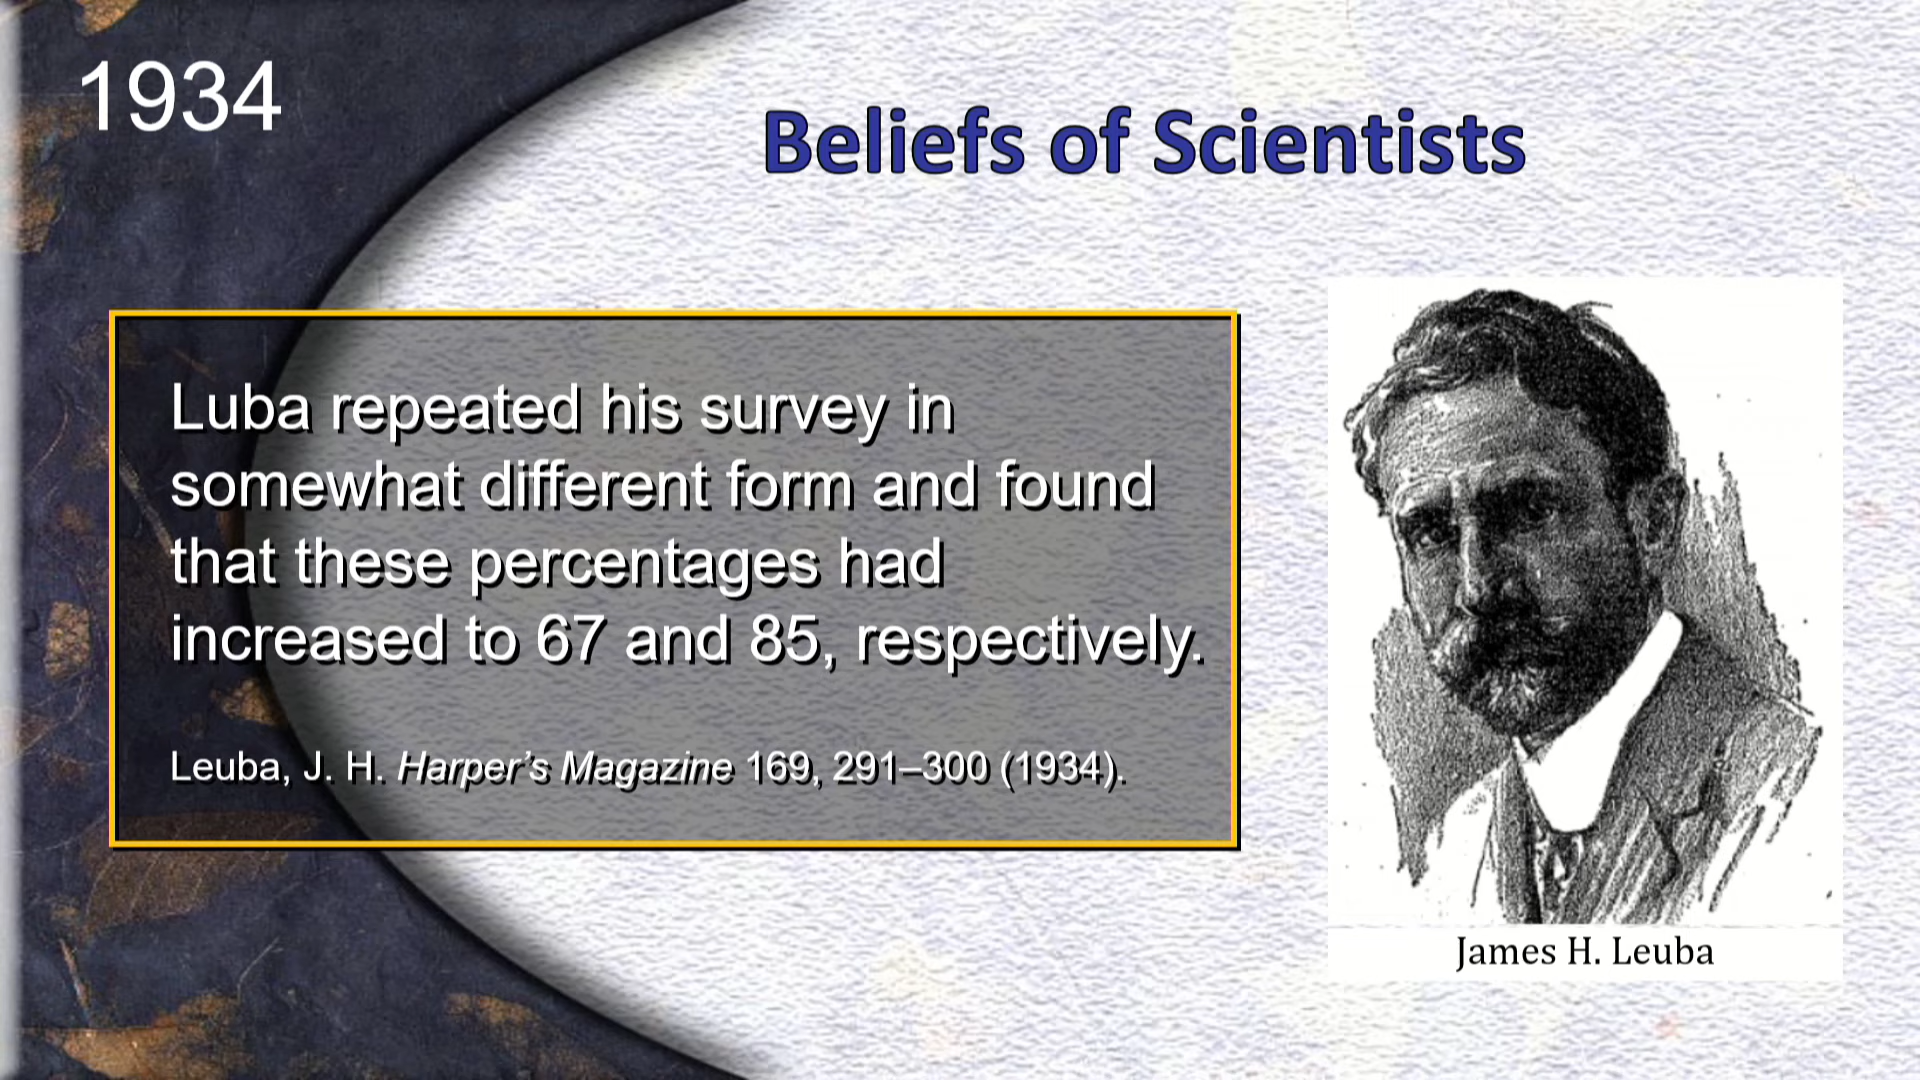 1934
Beliefs of Scientists
Luba repeated his survey in
somewhat different form and found
that these percentages had
increased to 67 and 85, respectively.
Leuba, J. H. Harper’s Magazine 169, 291–300 (1934).
James H. Leuba